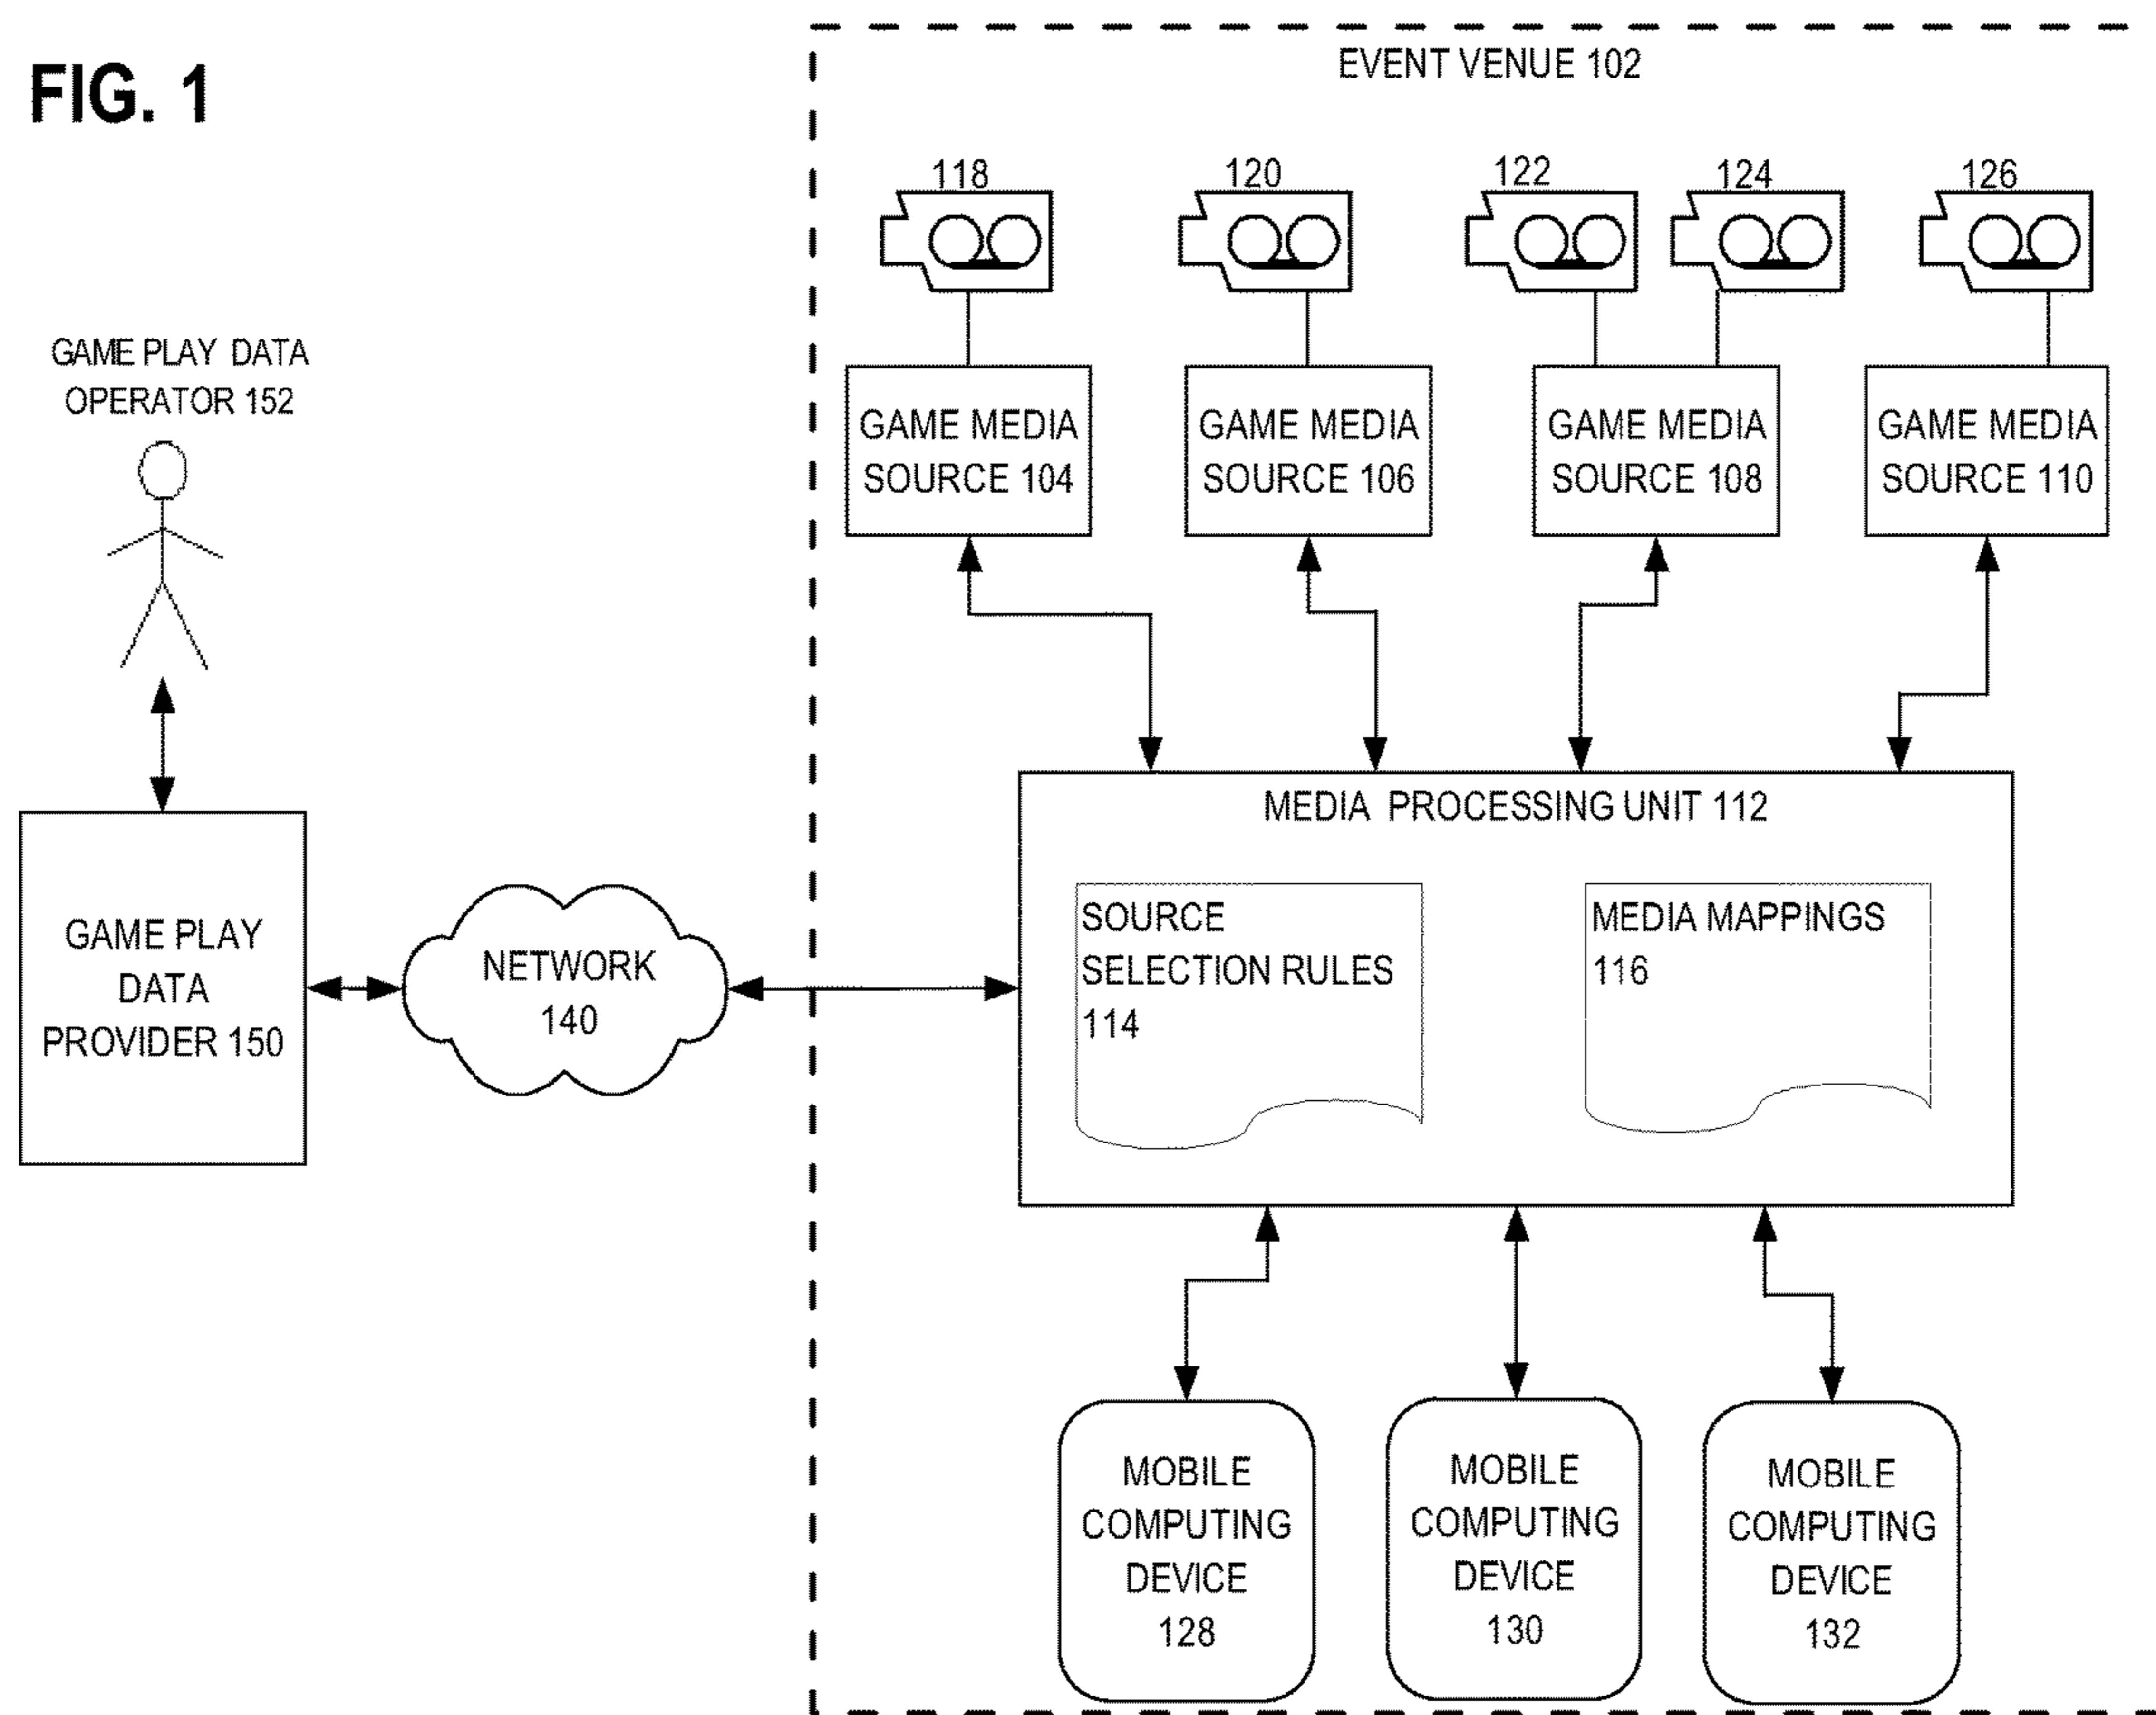 FIG. 1
EVENT VENUE 102
118
120
122
124
126
GAME PLAY DATA
OPERATOR 152
GAME MEDIA
SOURCE 104
GAME MEDIA
SOURCE 106
GAME MEDIA
SOURCE 108
GAME MEDIA
SOURCE 110
MEDIA PROCESSING UNIT 112
SOURCE
SELECTION RULES
114
MEDIA MAPPINGS
116
GAME PLAY
DATA
PROVIDER 150
NETWORK
140
MOBILE
COMPUTING
DEVICE
128
MOBILE
COMPUTING
DEVICE
130
MOBILE
COMPUTING
DEVICE
132